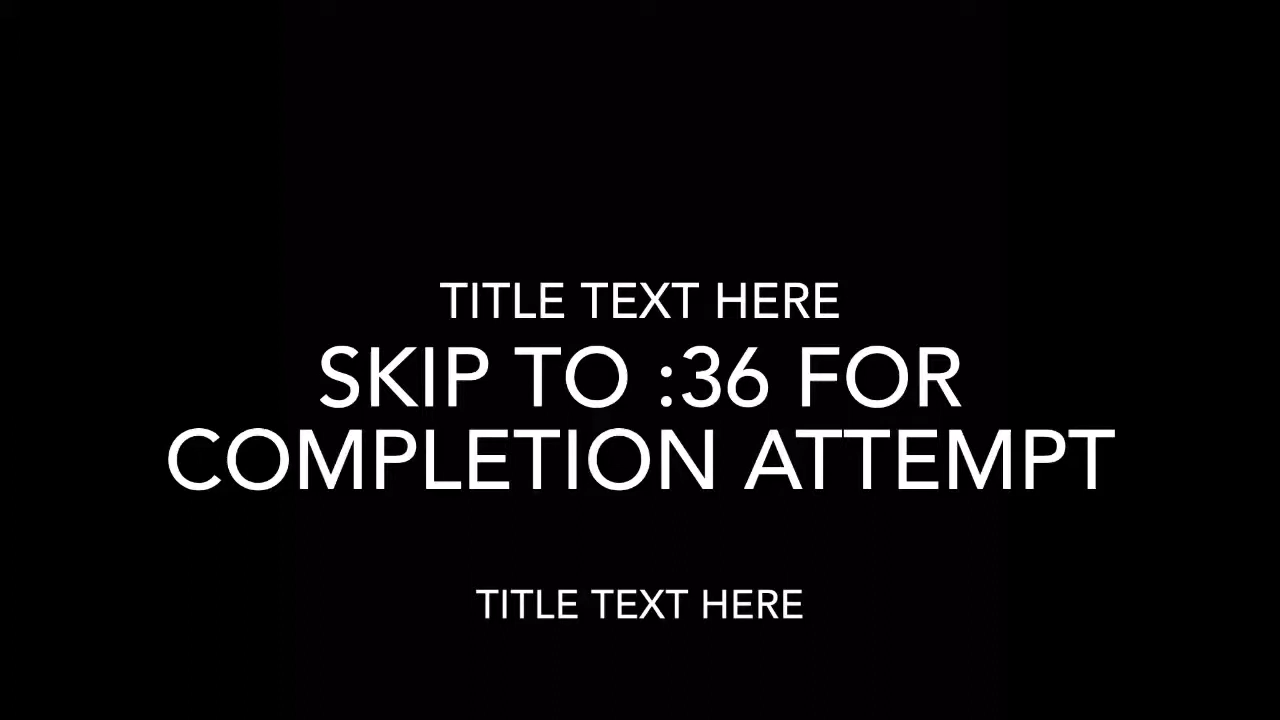 TITLE TEXT HERE
SKIP TO :36 FOR
COMPLETION ATTEMPT
TITLE TEXT HERE